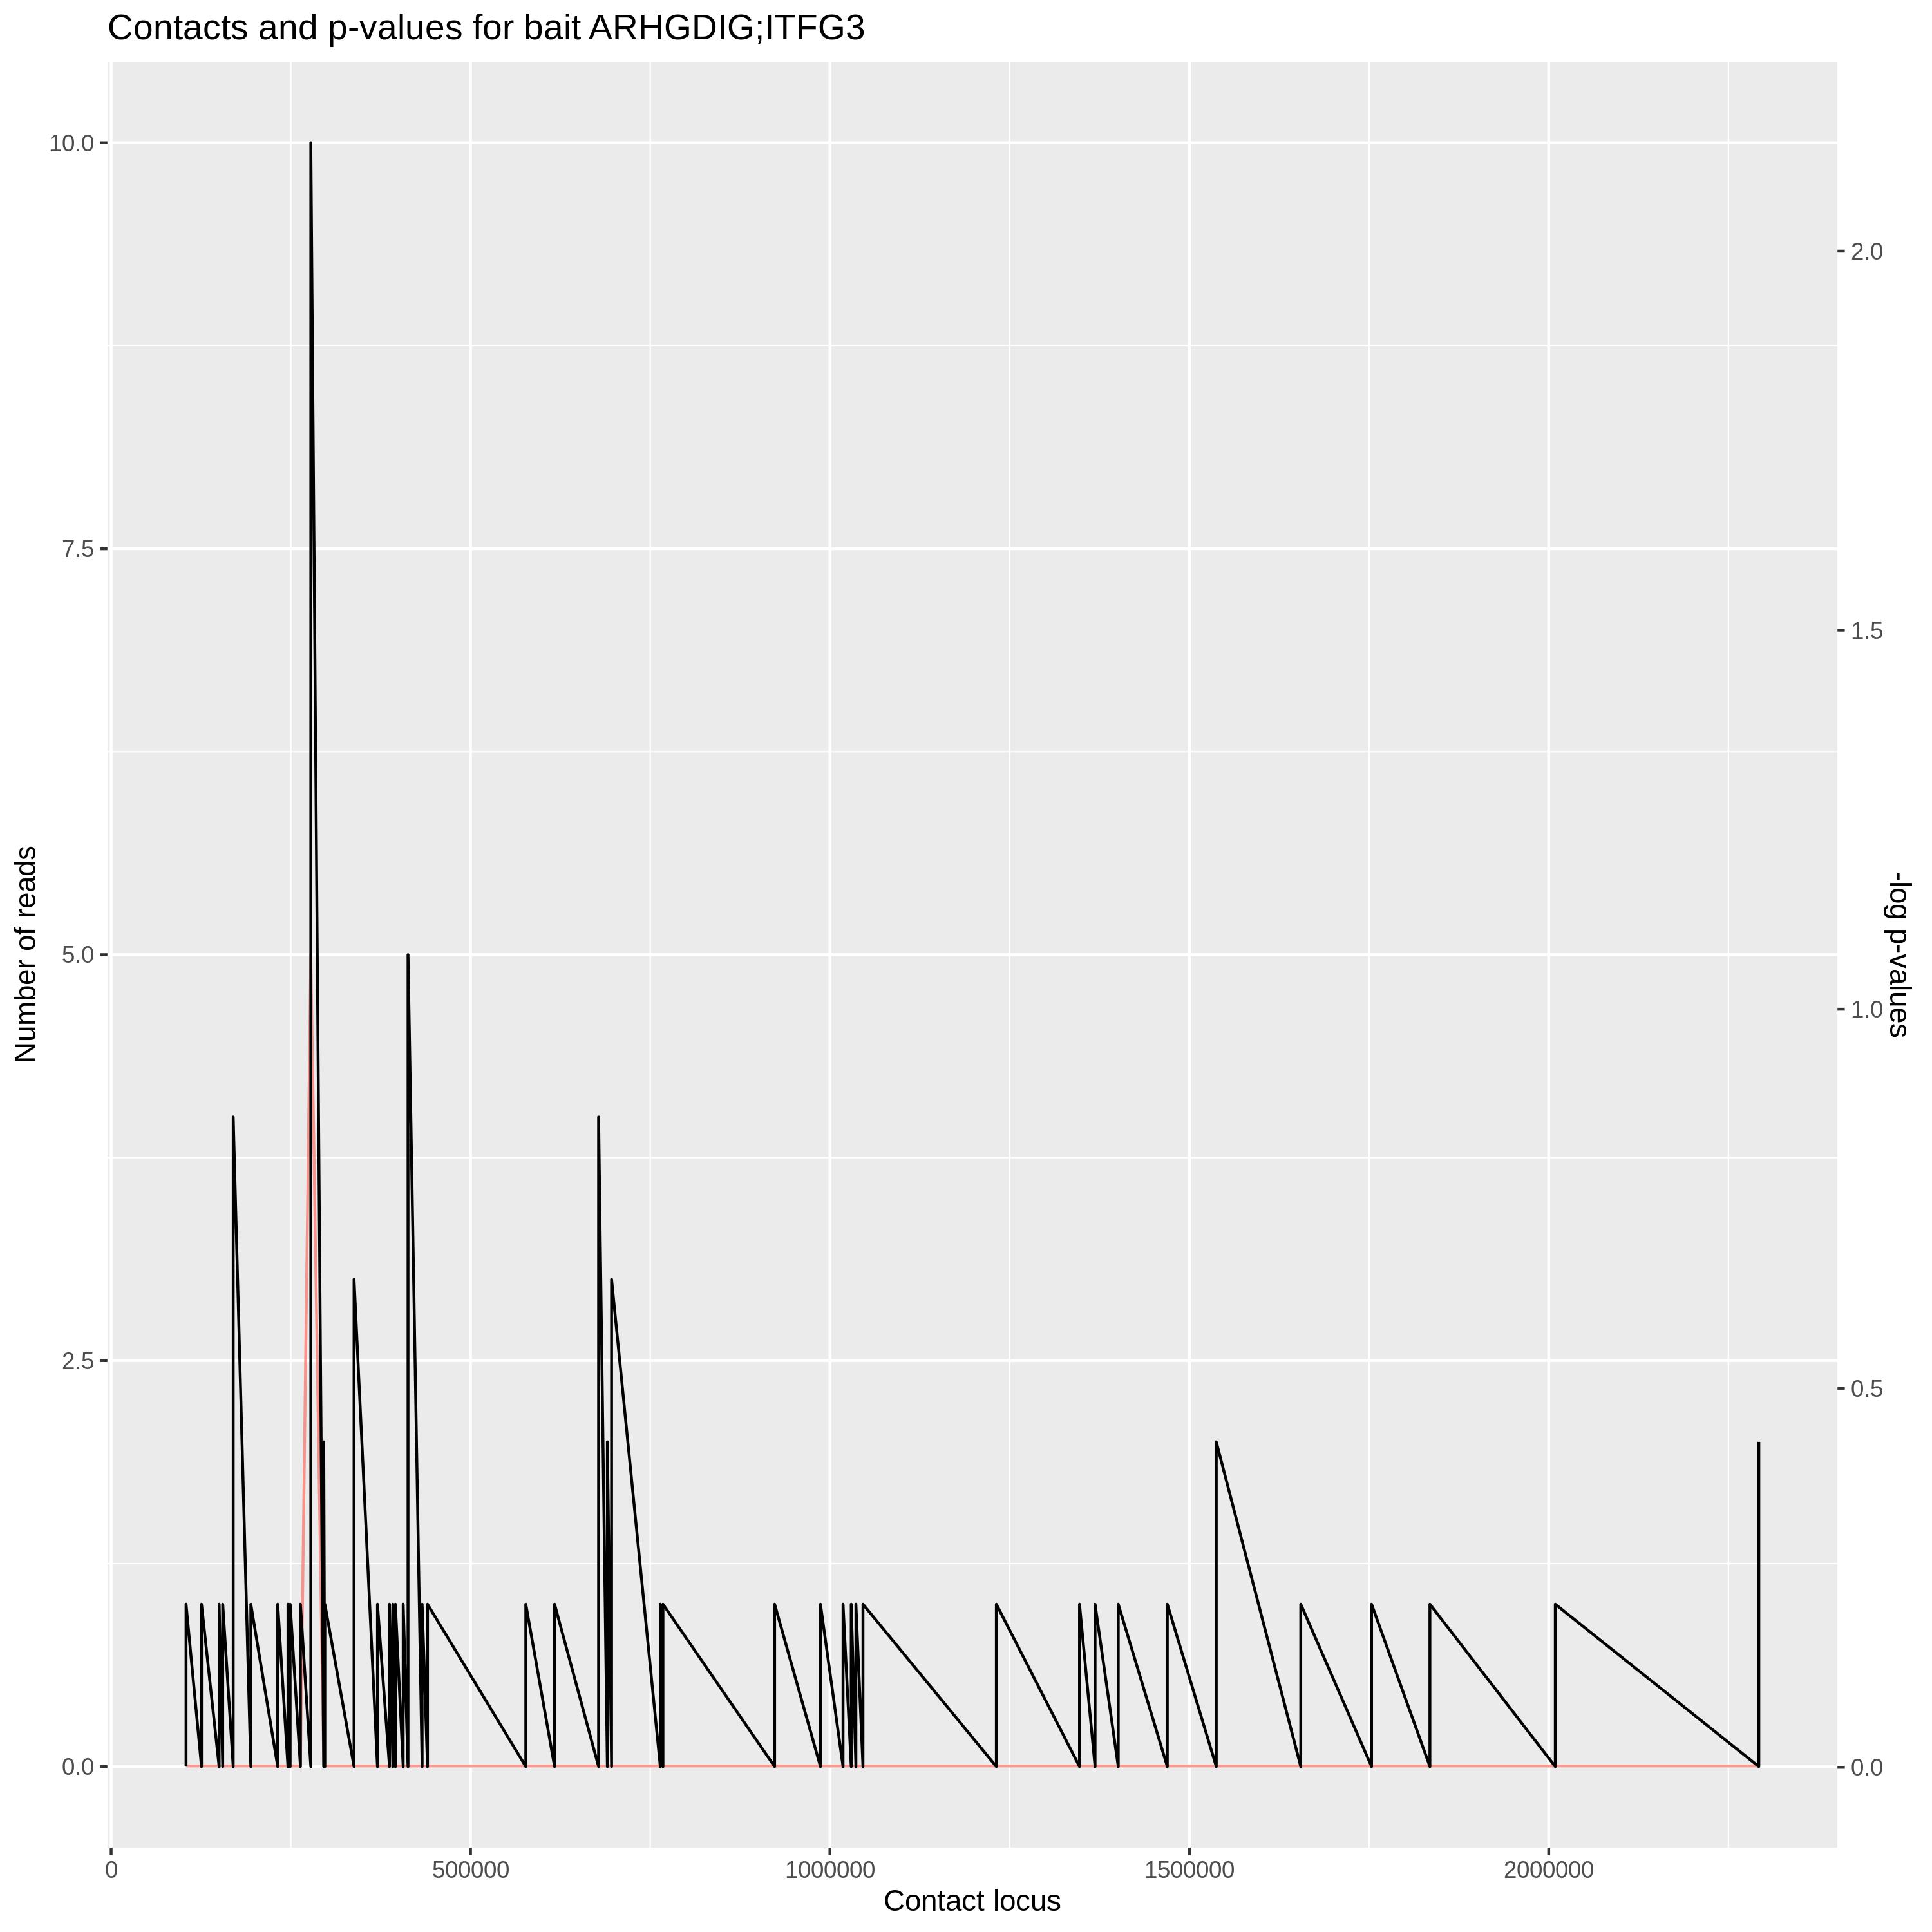 Contacts and p-values for bait ARHGDIG;ITFG3
10.0
7.5
5.0
2.5
0.0
Number of reads
2.0
1.5
1.0
0.5
0.0
-log p-values
0 500000 1000000 1500000 2000000
Contact locus